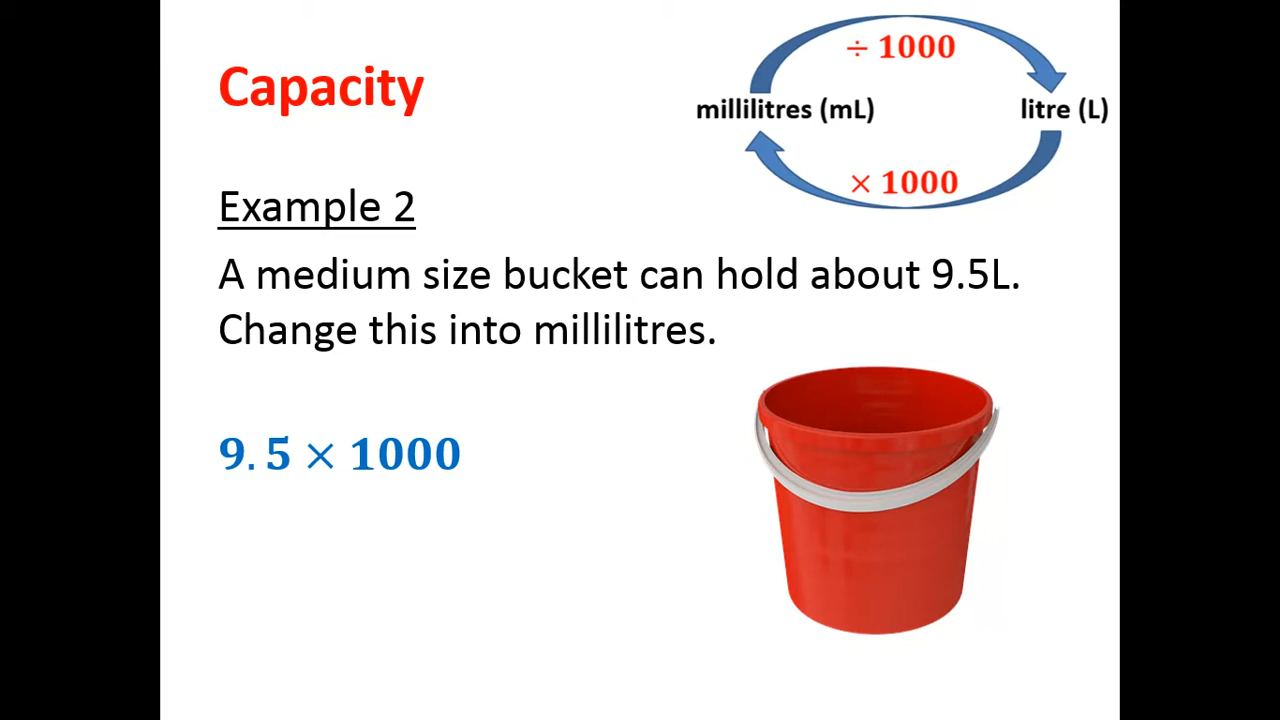 Capacity
÷ 1000
millilitres (mL)
litre (L)
× 1000
Example 2
A medium size bucket can hold about 9.5L.
Change this into millilitres.
9.5 × 1000